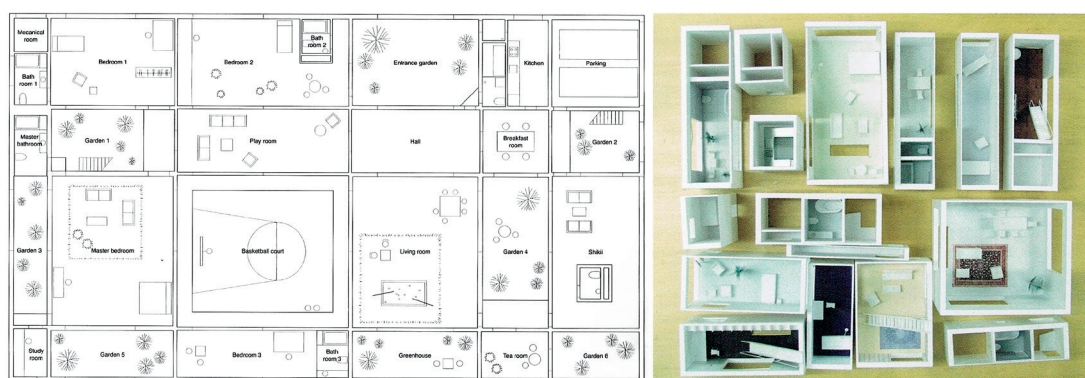 Mecanical
room
Bedroom 1
Bedroom 2
Bath
room 2
Entrance garden
Kitchen
Parking
Bath
room 1
Master
bathroom
Garden 1
Play room
Hall
Breakfast
room
Garden 2
Garden 3
Master bedroom
Basketball court
Living room
Garden 4
Shikii
Study
room
Garden 5
Bedroom 3
Bath
room 3
Greenhouse
Tea room
Garden 6